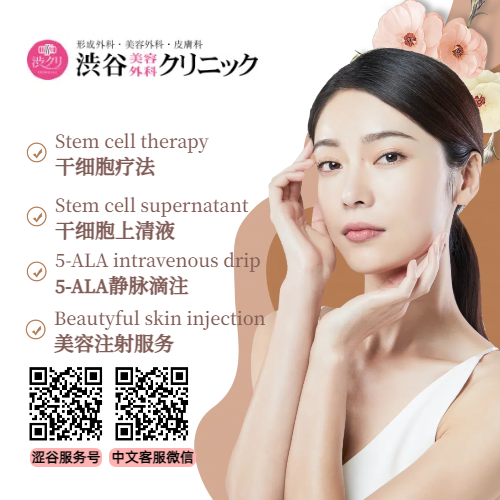 形成外科・美容外科・皮膚科
渋クリ
渋谷美容外科クリニック
Stem cell therapy
干细胞疗法
Stem cell supernatant
干细胞上清液
5-ALA intravenous drip
5-ALA静脉滴注
Beautyful skin injection
美容注射服务
涩谷服务号
中文客服微信